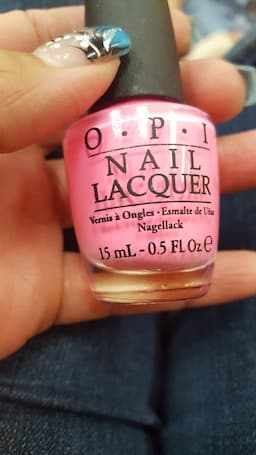 O·P·I
NAIL
LACQUER
Vernis à Ongles - Esmalte de Uñas
Nagellack
15 mL - 0.5 Fl Oz ℮